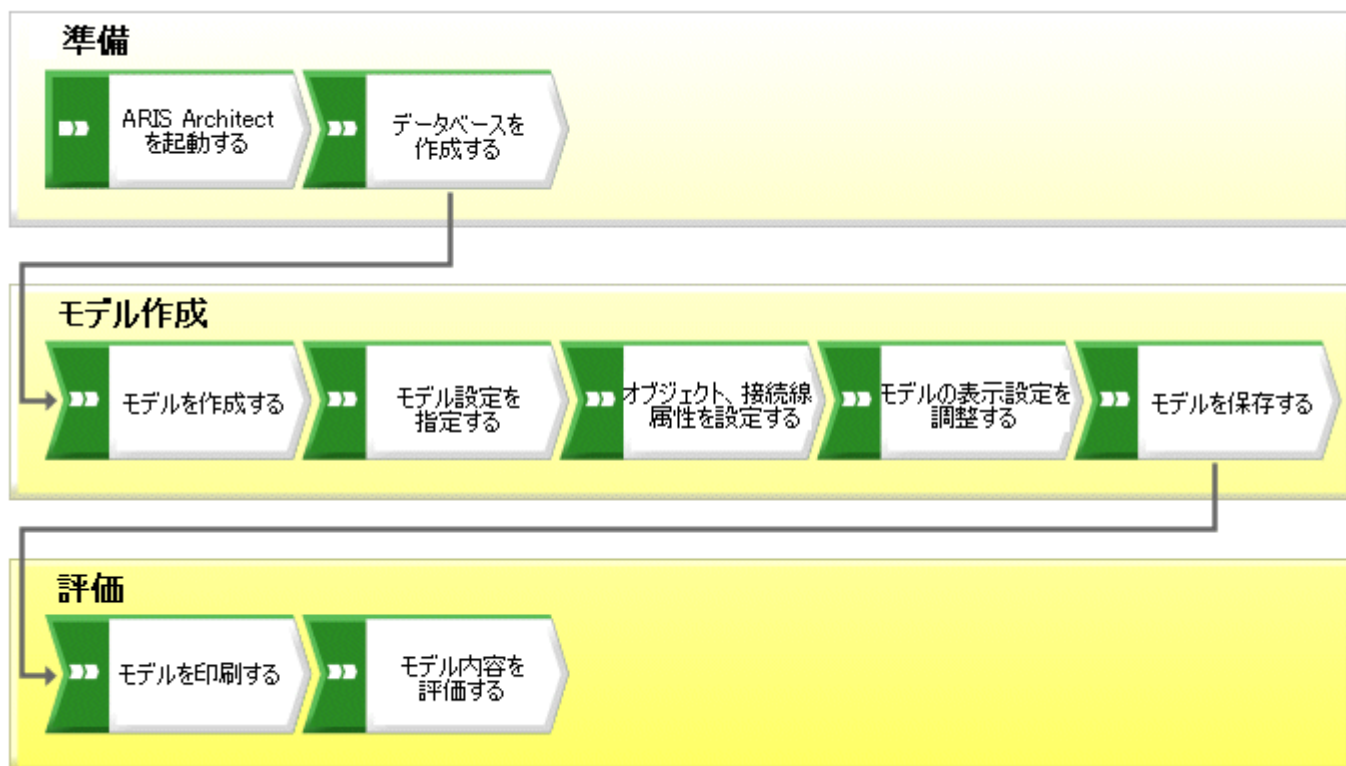 準備
ARIS Architect
を起動する
データベースを
作成する
モデル作成
モデルを作成する
モデル設定を
指定する
オブジェクト、接続線
属性を設定する
モデルの表示設定を
調整する
モデルを保存する
評価
モデルを印刷する
モデル内容を
評価する